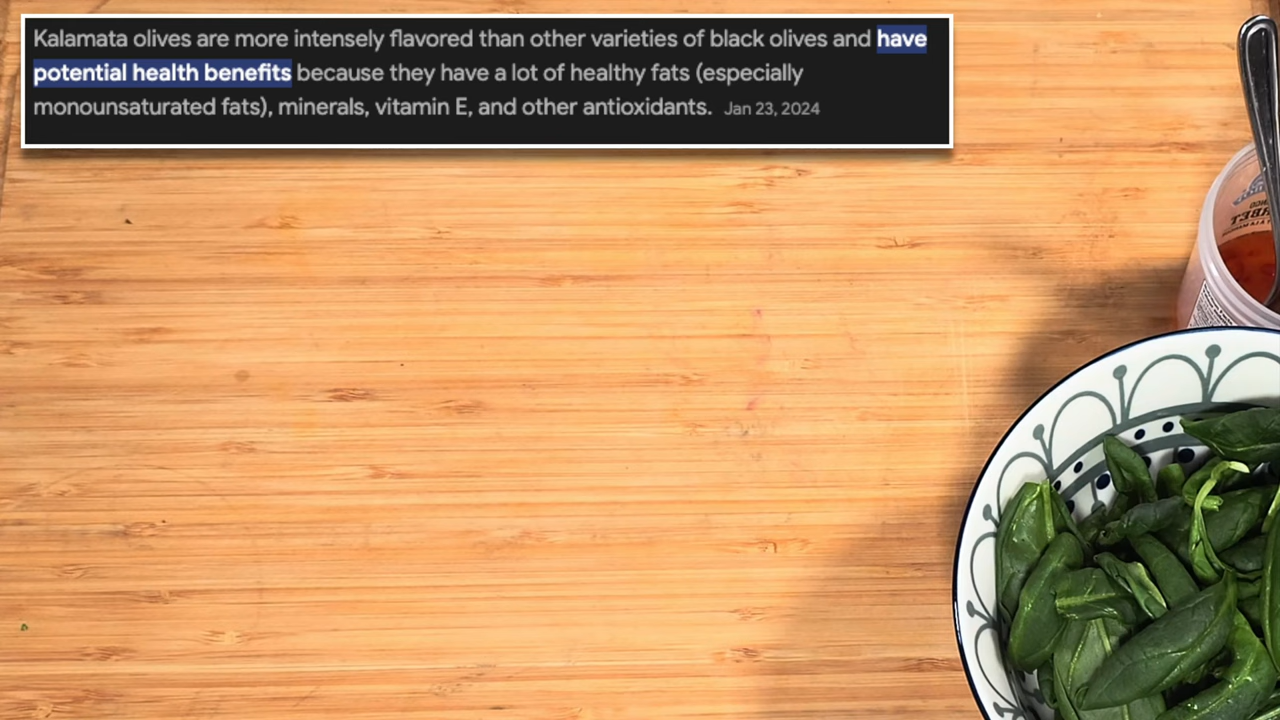 Kalamata olives are more intensely flavored than other varieties of black olives and have
potential health benefits because they have a lot of healthy fats (especially
monounsaturated fats), minerals, vitamin E, and other antioxidants. Jan 23, 2024